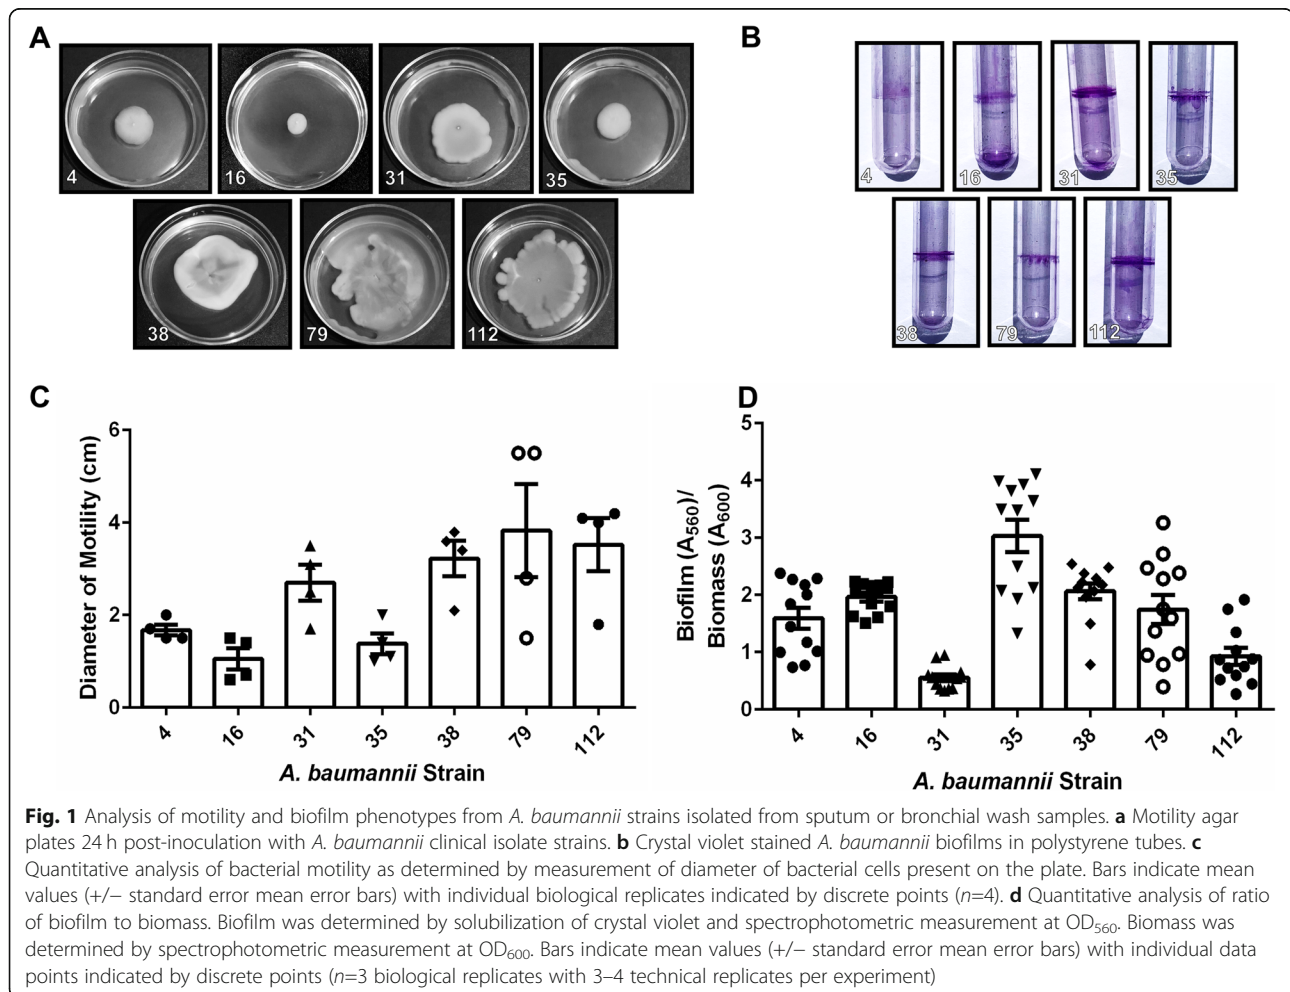 A
B
4
16
31
35
4
16
31
35
38
79
112
38
79
112
C
Diameter of Motility (cm)
6
4
2
0
4
16
31
35
38
79
112
A. baumannii Strain
D
Biofilm (A560)/
Biomass (A600)
5
4
3
2
1
0
4
16
31
35
38
79
112
A. baumannii Strain
Fig. 1 Analysis of motility and biofilm phenotypes from A. baumannii strains isolated from sputum or bronchial wash samples. a Motility agar
plates 24 h post-inoculation with A. baumannii clinical isolate strains. b Crystal violet stained A. baumannii biofilms in polystyrene tubes. c
Quantitative analysis of bacterial motility as determined by measurement of diameter of bacterial cells present on the plate. Bars indicate mean
values (+/− standard error mean error bars) with individual biological replicates indicated by discrete points (n=4). d Quantitative analysis of ratio
of biofilm to biomass. Biofilm was determined by solubilization of crystal violet and spectrophotometric measurement at OD560. Biomass was
determined by spectrophotometric measurement at OD600. Bars indicate mean values (+/− standard error mean error bars) with individual data
points indicated by discrete points (n=3 biological replicates with 3–4 technical replicates per experiment)